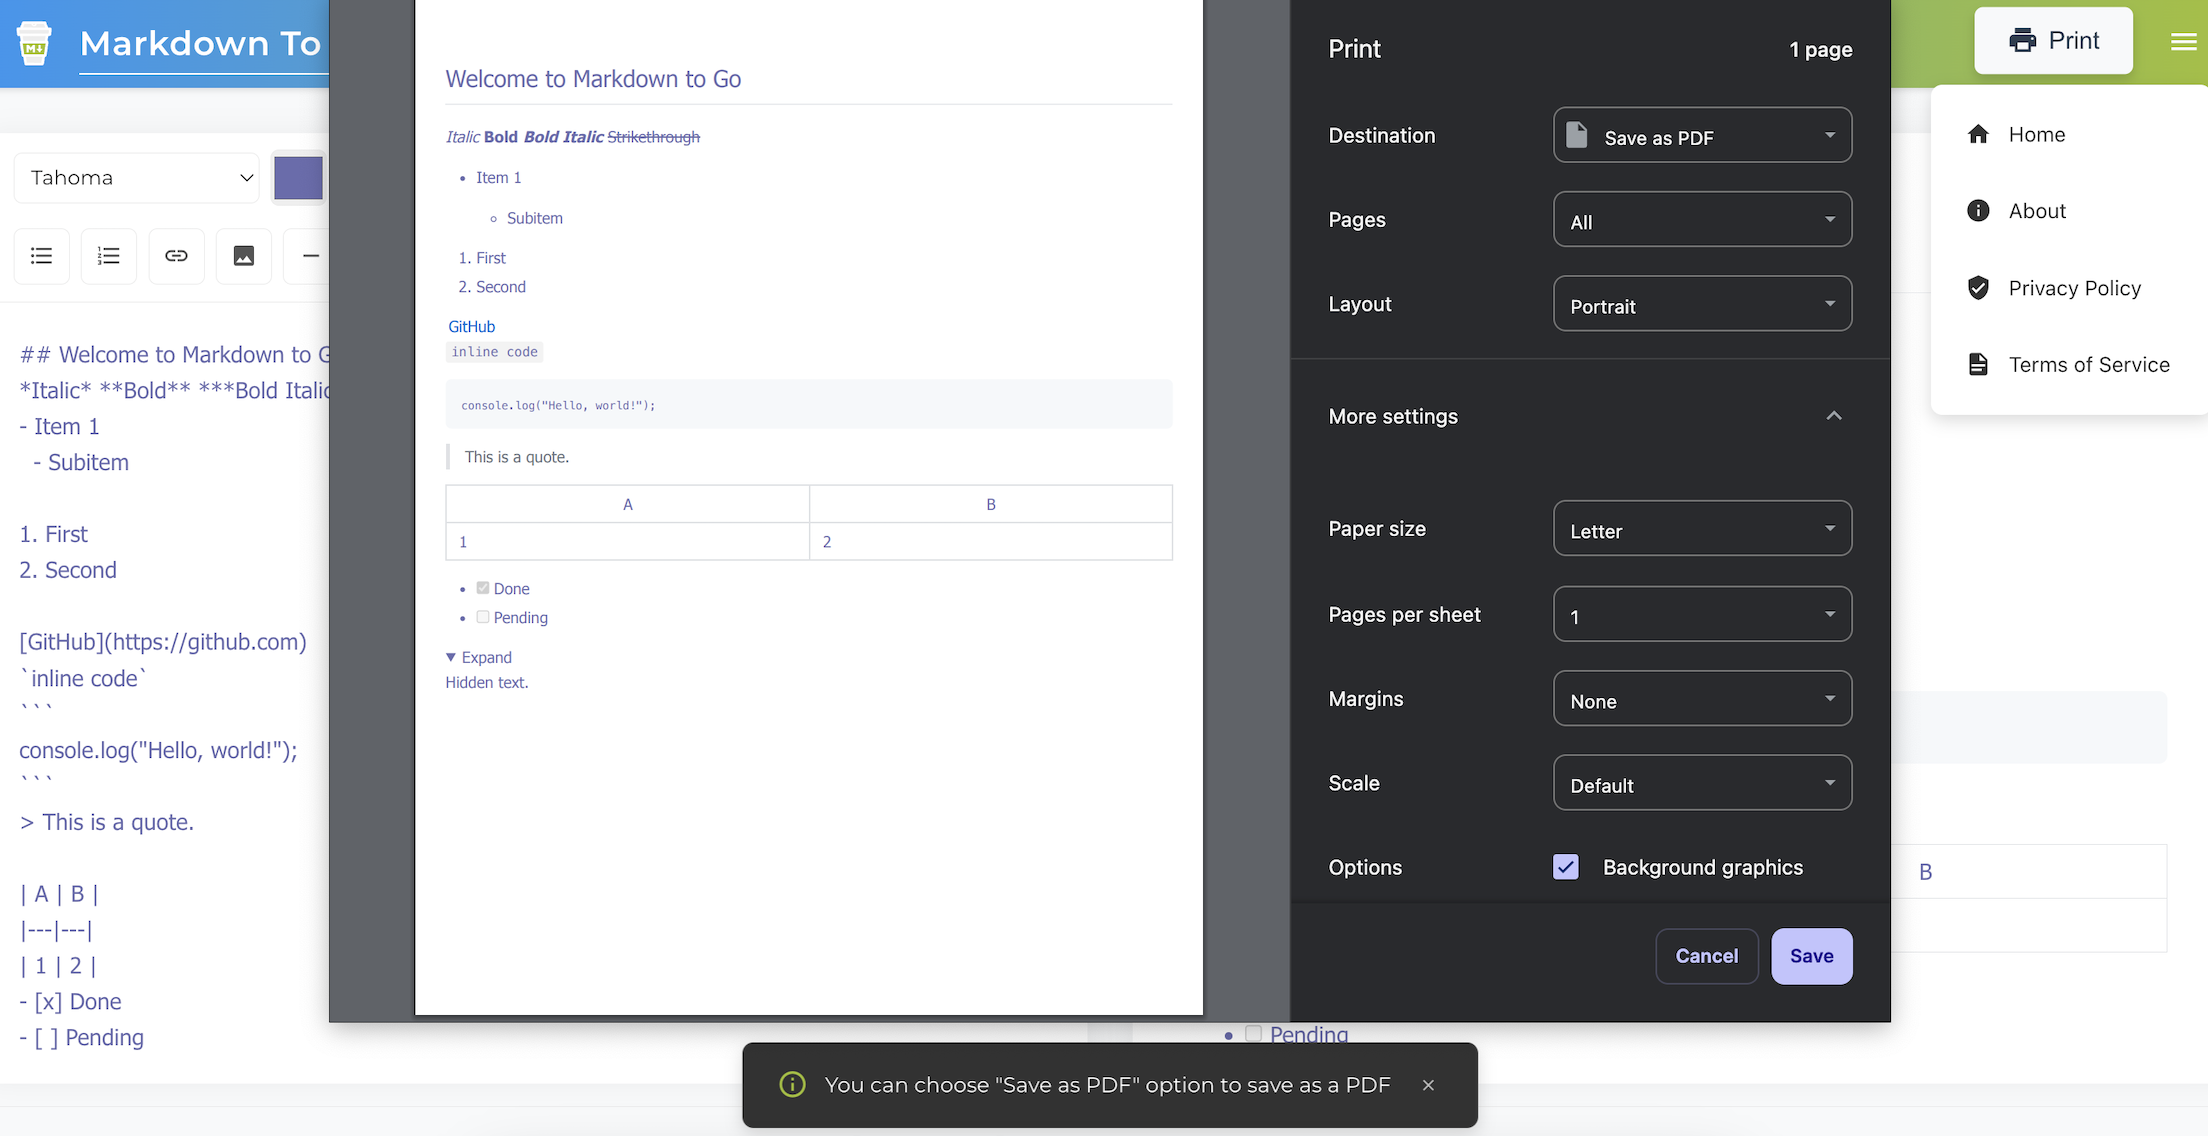 M↓
Markdown To
Print
Home
About
Privacy Policy
Terms of Service
Tahoma
## Welcome to Markdown to G
*Italic* **Bold** ***Bold Italic
- Item 1
- Subitem
1. First
2. Second
[GitHub](https://github.com)
`inline code`
```
console.log("Hello, world!");
```
> This is a quote.
| A | B |
|---|---|
| 1 | 2 |
- [x] Done
- [ ] Pending
Welcome to Markdown to Go
Italic Bold Bold Italic Strikethrough
• Item 1
◦ Subitem
1. First
2. Second
GitHub
inline code
console.log("Hello, world!");
This is a quote.
A B
1 2
• Done
• Pending
▼ Expand
Hidden text.
Print 1 page
Destination Save as PDF
Pages All
Layout Portrait
More settings
Paper size Letter
Pages per sheet 1
Margins None
Scale Default
Options Background graphics
Cancel Save
B
• Pending
You can choose "Save as PDF" option to save as a PDF ×